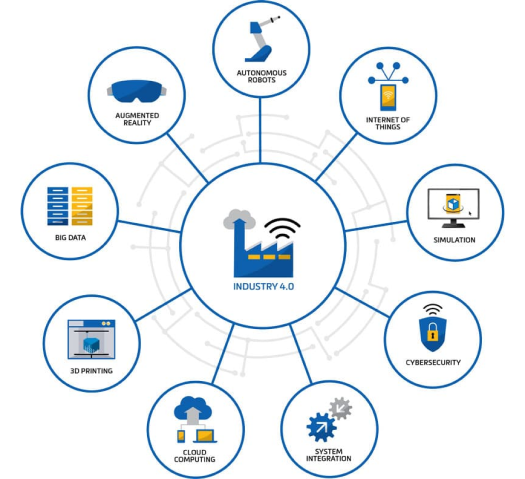 AUTONOMOUS
ROBOTS
AUGMENTED
REALITY
INTERNET OF
THINGS
BIG DATA
SIMULATION
INDUSTRY 4.0
3D PRINTING
CYBERSECURITY
CLOUD
COMPUTING
SYSTEM
INTEGRATION